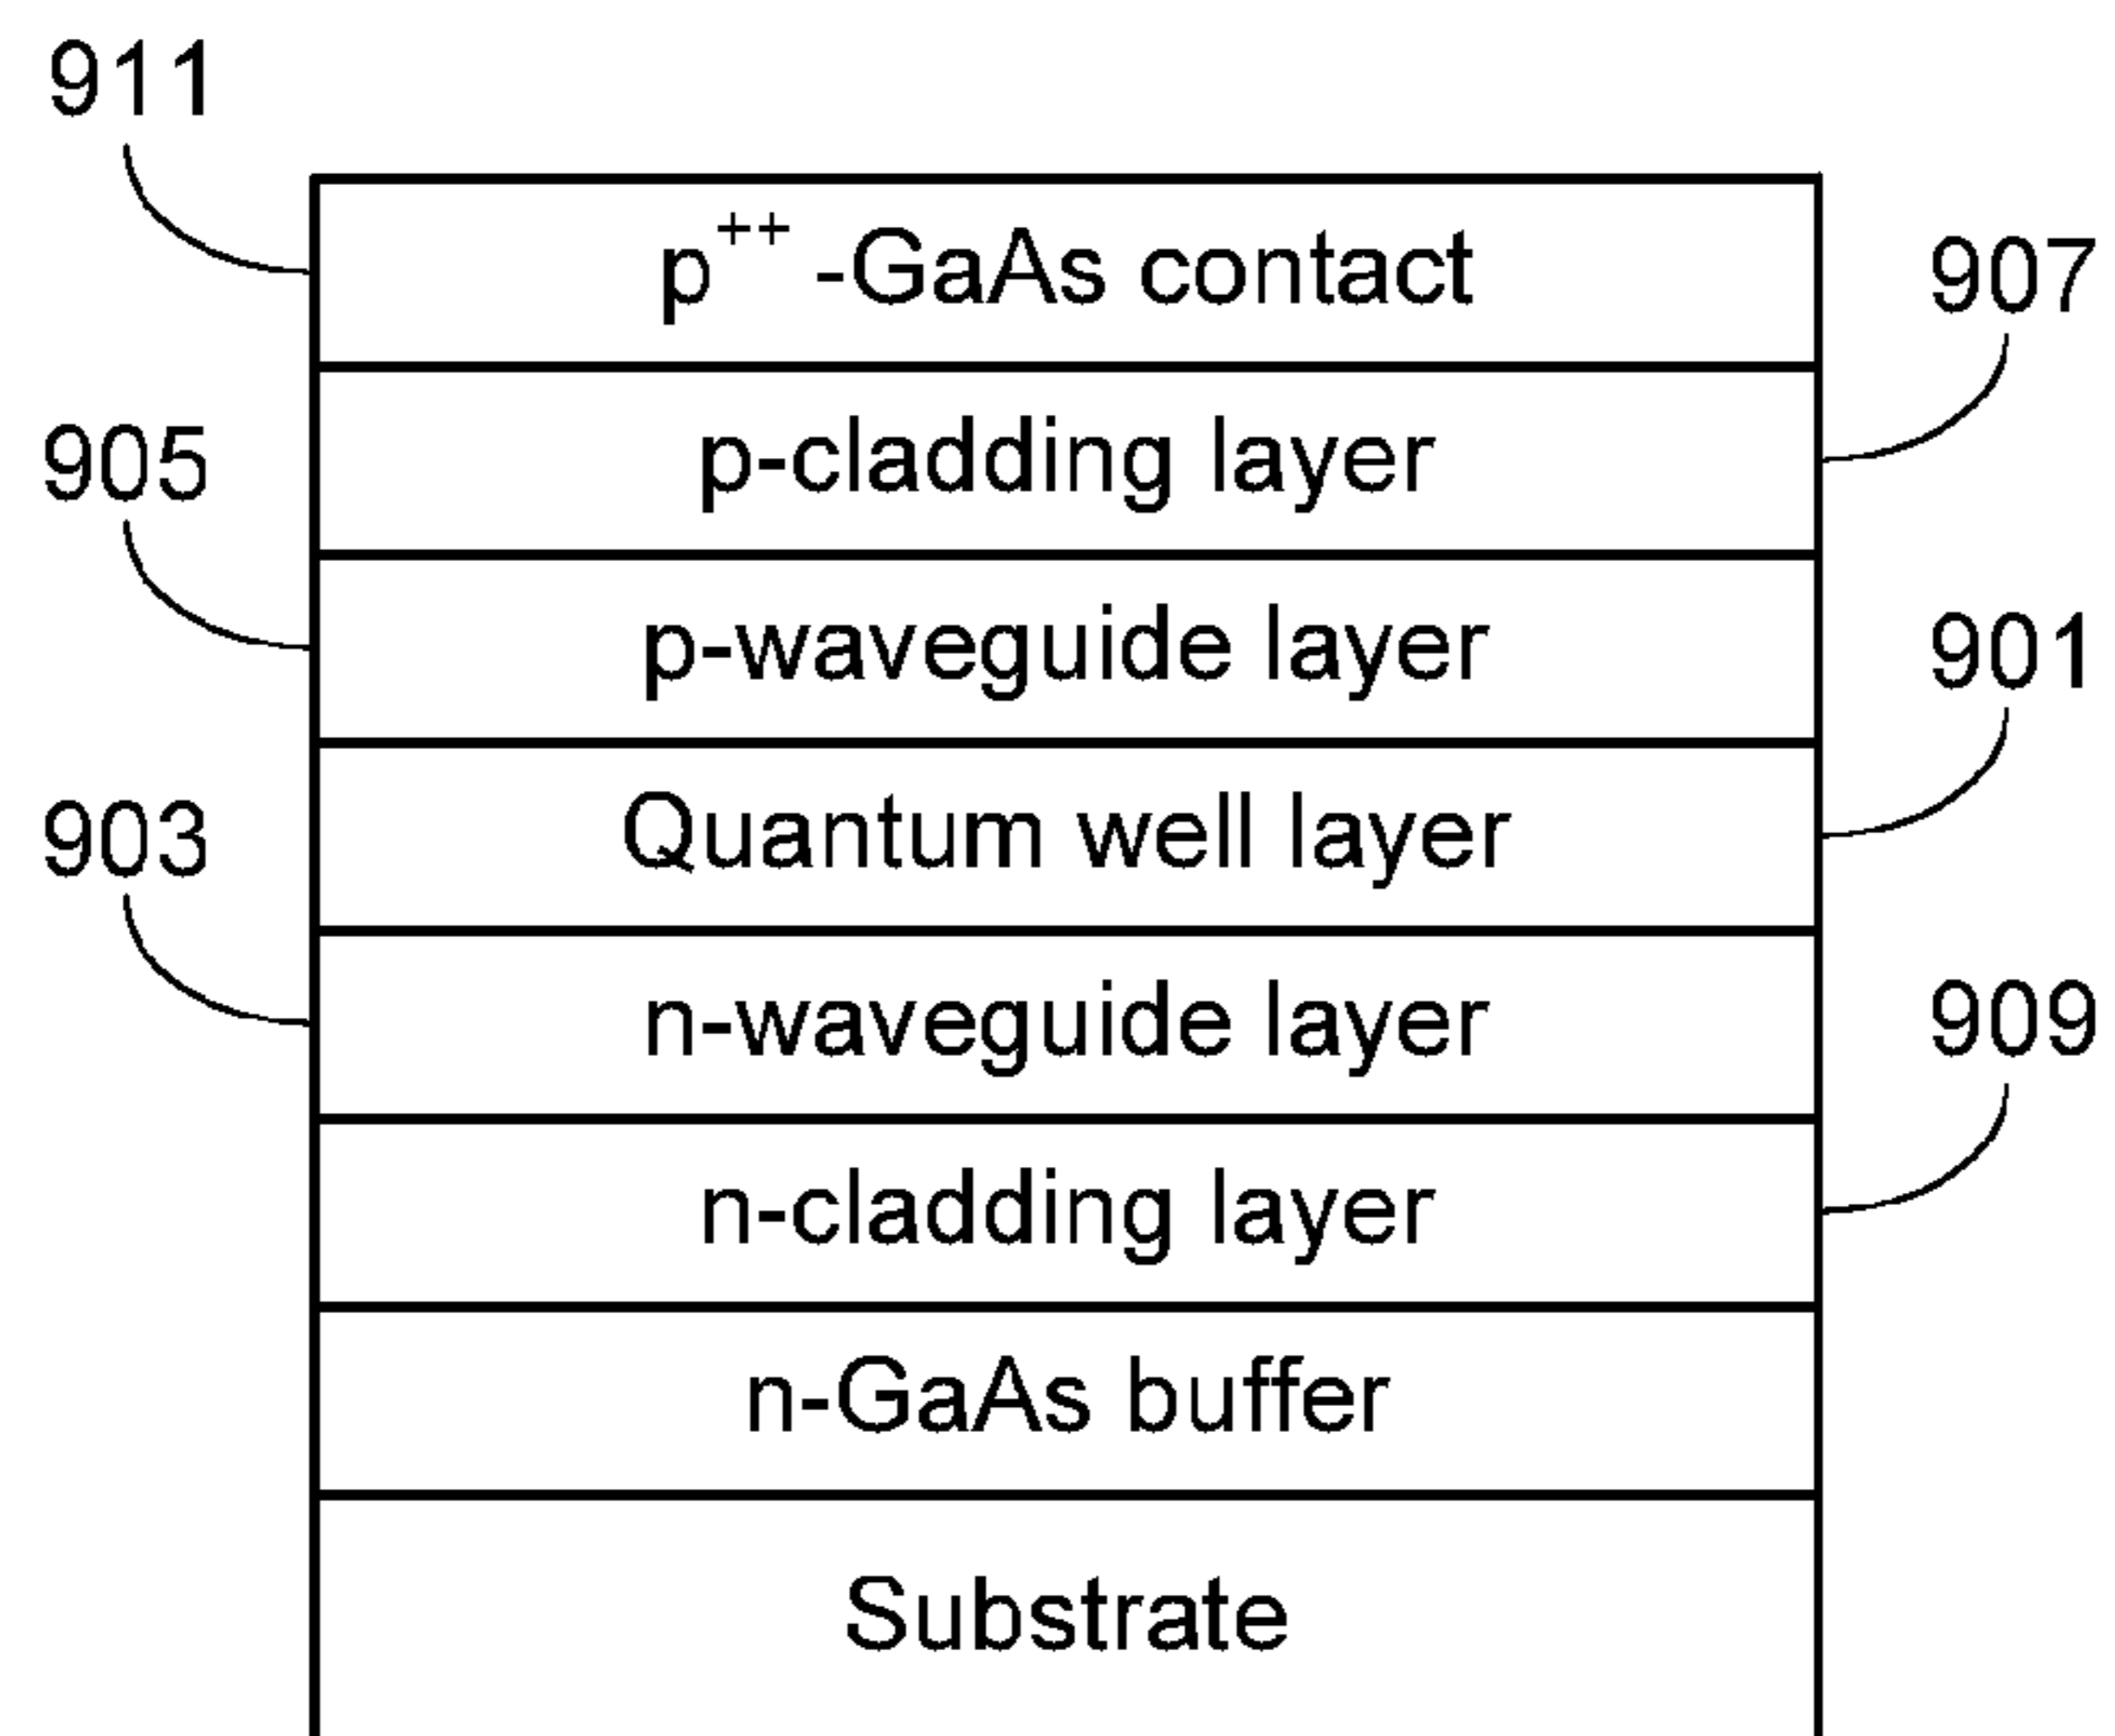 911
p++ -GaAs contact
907
p-cladding layer
905
p-waveguide layer
901
Quantum well layer
903
n-waveguide layer
909
n-cladding layer
n-GaAs buffer
Substrate